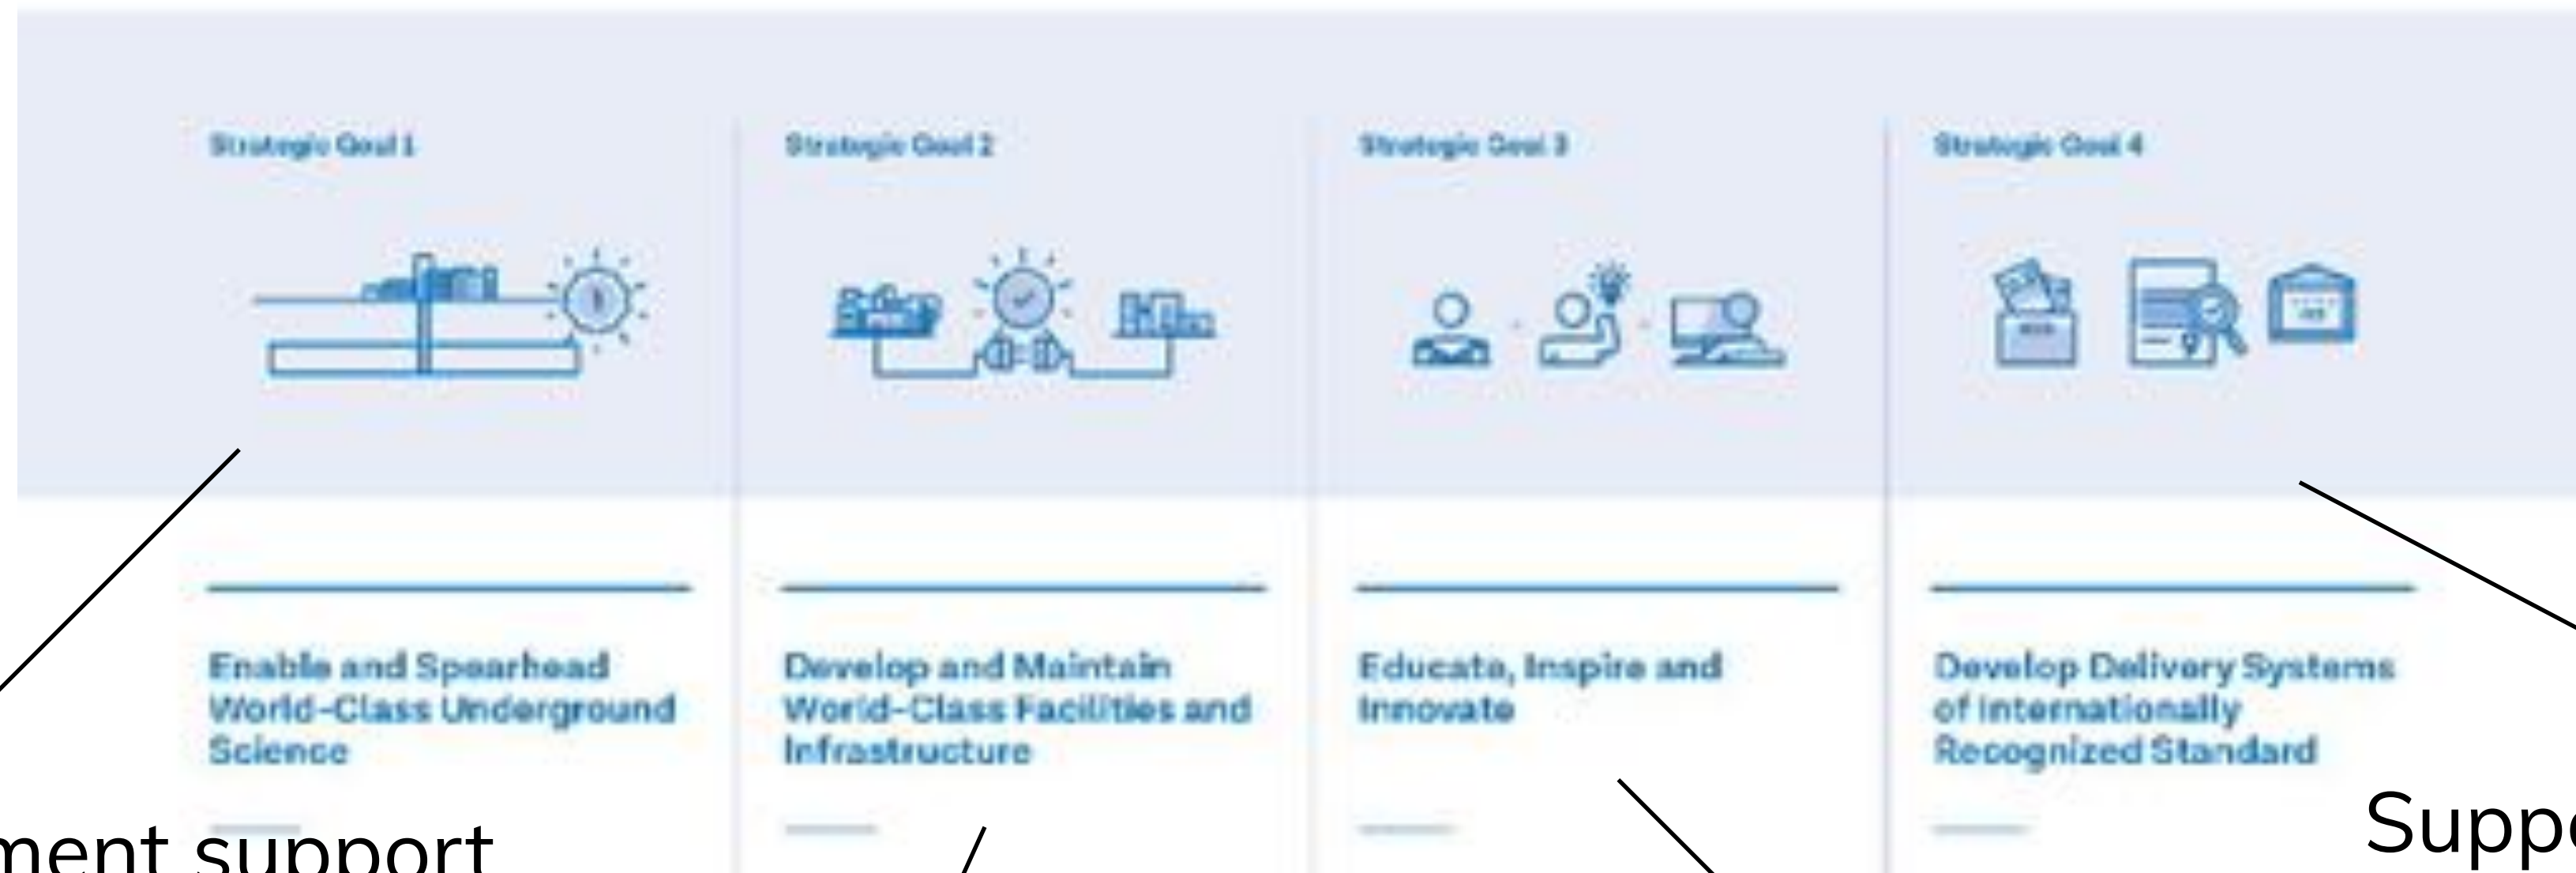 Strategic Goal 1
Strategic Goal 2
Strategic Goal 3
Strategic Goal 4
Enable and Spearhead
World-Class Underground
Science
Develop and Maintain
World-Class Facilities and
Infrastructure
Educate, Inspire and
Innovate
Develop Delivery Systems
of Internationally
Recognized Standard
ment support
Suppo